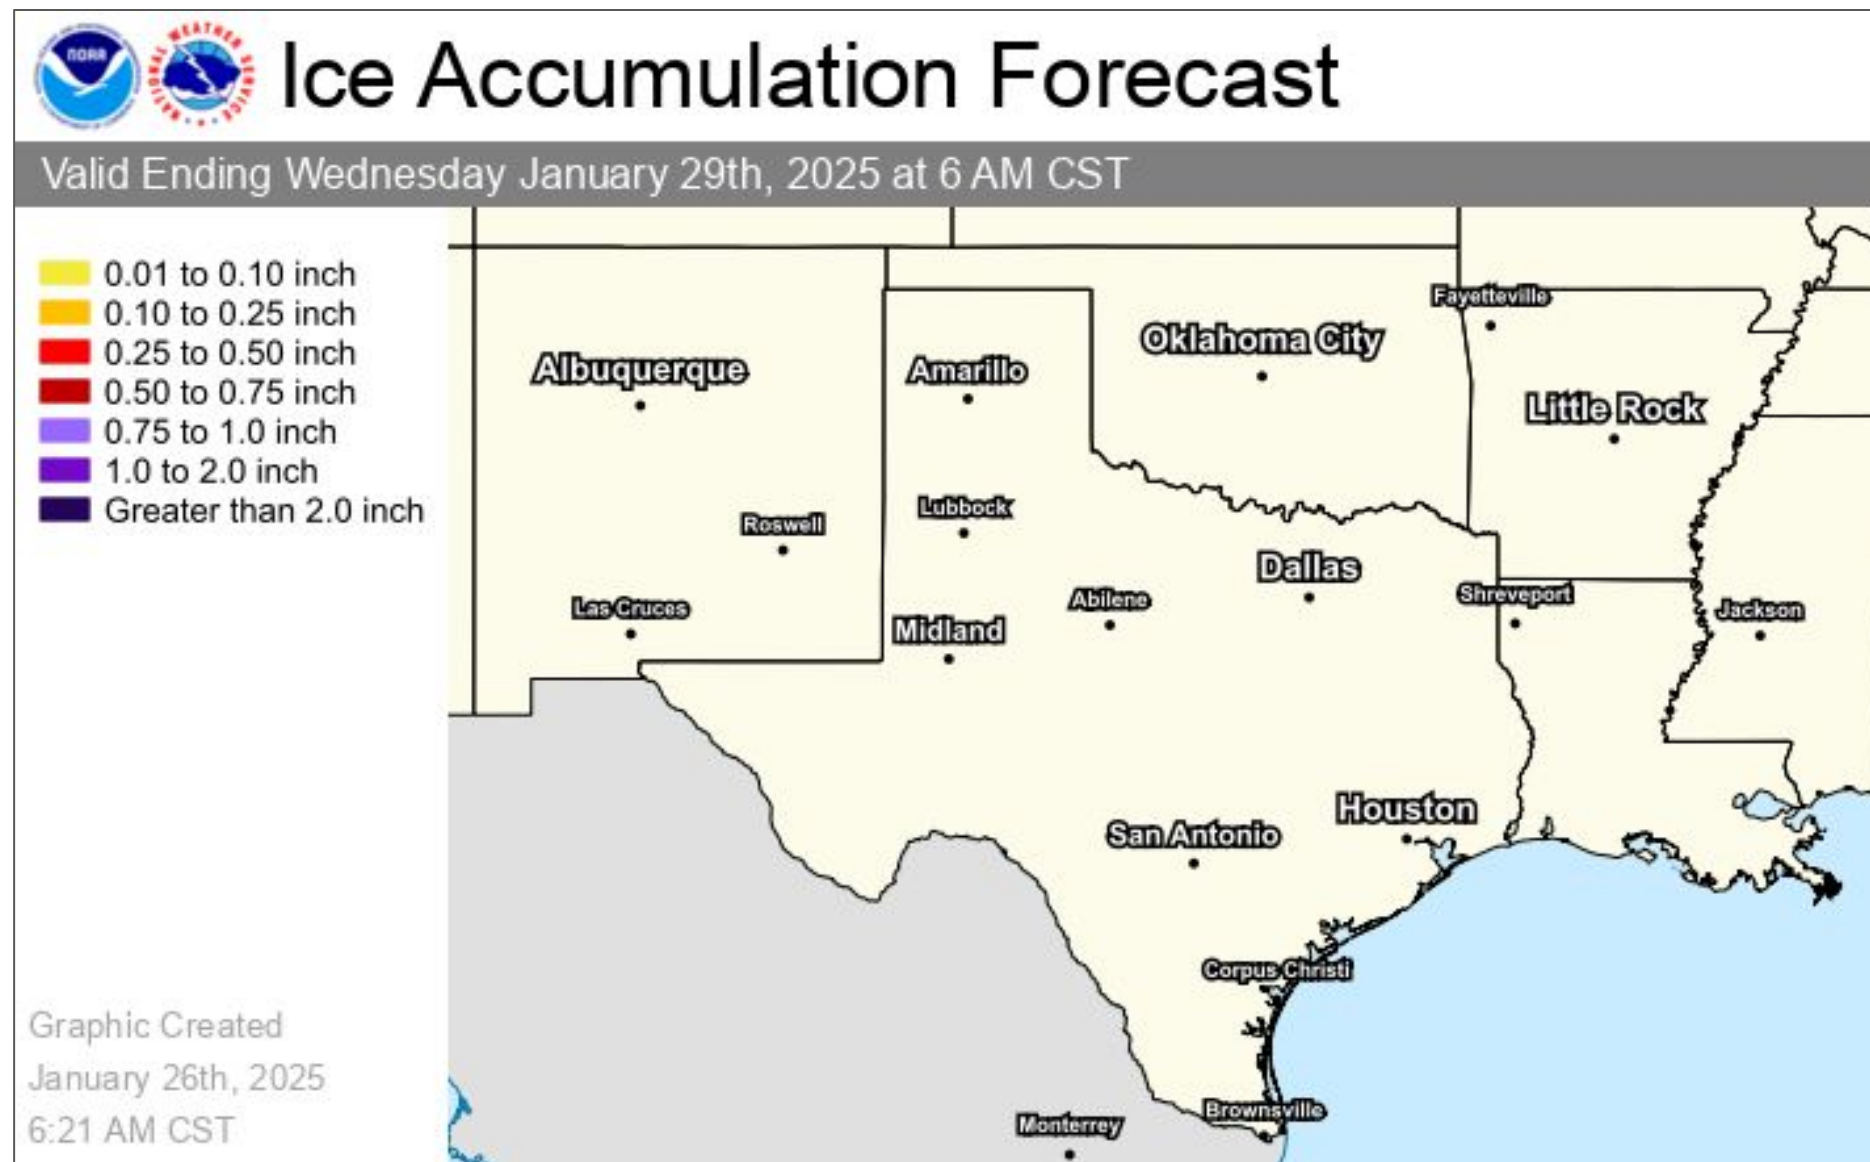 NOAA
NATIONAL WEATHER SERVICE
Ice Accumulation Forecast
Valid Ending Wednesday January 29th, 2025 at 6 AM CST
0.01 to 0.10 inch
0.10 to 0.25 inch
0.25 to 0.50 inch
0.50 to 0.75 inch
0.75 to 1.0 inch
1.0 to 2.0 inch
Greater than 2.0 inch
Fayetteville
Oklahoma City
Albuquerque
Amarillo
Little Rock
Lubbock
Roswell
Dallas
Shreveport
Abilene
Las Cruces
Jackson
Midland
Houston
San Antonio
Corpus Christi
Brownsville
Monterrey
Graphic Created
January 26th, 2025
6:21 AM CST